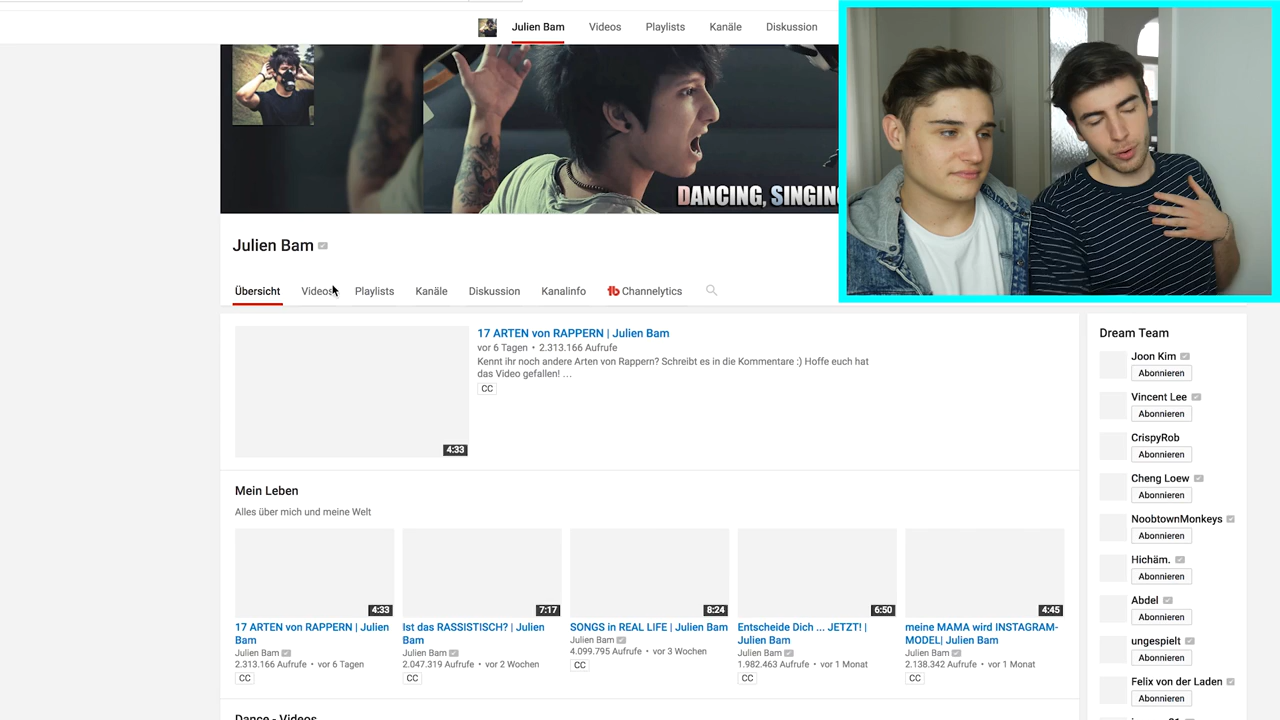 Julien Bam Videos Playlists Kanäle Diskussion
DANCING, SINGING
Julien Bam
Übersicht Videos Playlists Kanäle Diskussion Kanalinfo Channelytics
17 ARTEN von RAPPERN | Julien Bam
vor 6 Tagen • 2.313.166 Aufrufe
Kennt ihr noch andere Arten von Rappern? Schreibt es in die Kommentare :) Hoffe euch hat
das Video gefallen! …
CC
4:33
Mein Leben
Alles über mich und meine Welt
4:33
17 ARTEN von RAPPERN | Julien
Bam
Julien Bam
2.313.166 Aufrufe • vor 6 Tagen
CC
7:17
Ist das RASSISTISCH? | Julien
Bam
Julien Bam
2.047.319 Aufrufe • vor 2 Wochen
CC
8:24
SONGS in REAL LIFE | Julien Bam
Julien Bam
4.099.795 Aufrufe • vor 3 Wochen
CC
6:50
Entscheide Dich ... JETZT! |
Julien Bam
Julien Bam
1.982.463 Aufrufe • vor 1 Monat
CC
4:45
meine MAMA wird INSTAGRAM-
MODEL| Julien Bam
Julien Bam
2.138.342 Aufrufe • vor 1 Monat
CC
Dance - Videos
Dream Team
Joon Kim
Abonnieren
Vincent Lee
Abonnieren
CrispyRob
Abonnieren
Cheng Loew
Abonnieren
NoobtownMonkeys
Abonnieren
Hichäm.
Abonnieren
Abdel
Abonnieren
ungespielt
Abonnieren
Felix von der Laden
Abonnieren